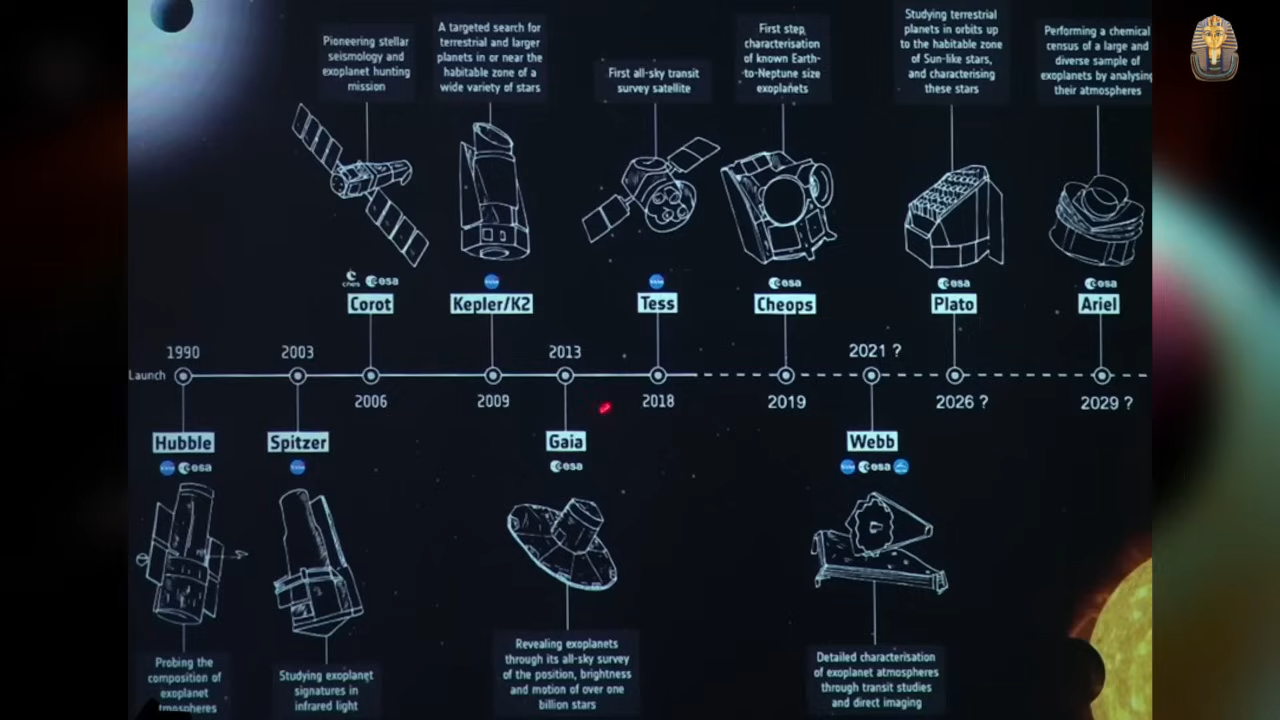 Pioneering stellar
seismology and
exoplanet hunting
mission
A targeted search for
terrestrial and larger
planets in or near the
habitable zone of a
wide variety of stars
First all-sky transit
survey satellite
First step
characterisation
of known Earth-
to-Neptune size
exoplanets
Studying terrestrial
planets in orbits up
to the habitable zone
of Sun-like stars,
and characterising
these stars
Performing a chemical
census of a large and
diverse sample of
exoplanets by analysing
their atmospheres
cnes esa
esa
esa
esa
Corot
Kepler/K2
Tess
Cheops
Plato
Ariel
1990
2003
2013
2021 ?
Launch
2006
2009
2018
2019
2026 ?
2029 ?
Hubble
Spitzer
Gaia
Webb
esa
esa
esa
Probing the
composition of
exoplanet
atmospheres
Studying exoplanet
signatures in
infrared light
Revealing exoplanets
through its all-sky survey
of the position, brightness
and motion of over one
billion stars
Detailed characterisation
of exoplanet atmospheres
through transit studies
and direct imaging